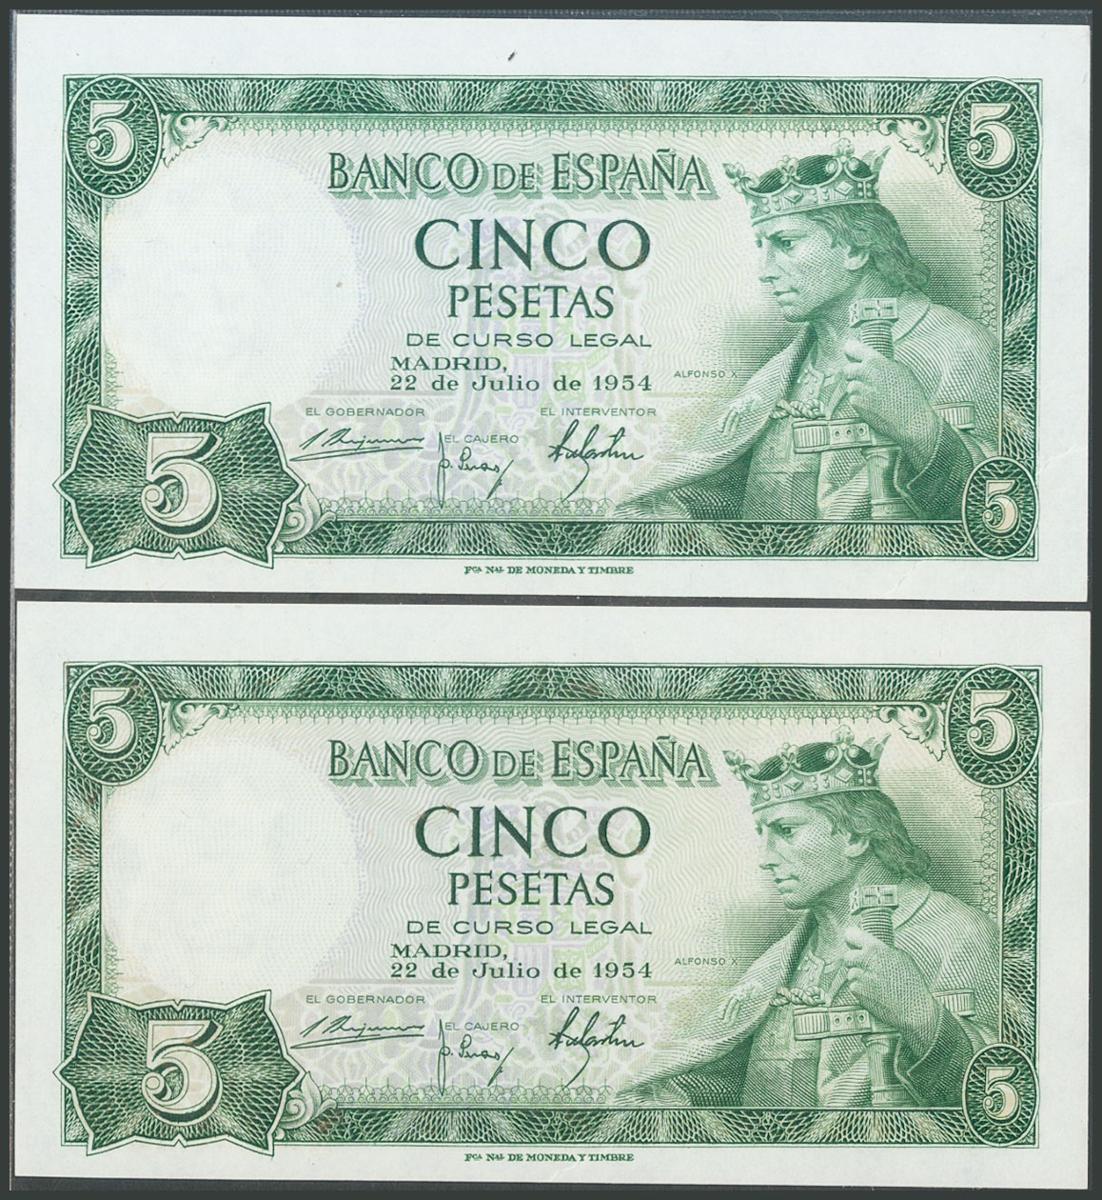 5 5
BANCO DE ESPAÑA
CINCO
PESETAS
DE CURSO LEGAL
MADRID,
22 de Julio de 1954
ALFONSO X
EL GOBERNADOR EL INTERVENTOR
EL CAJERO
5 5
FCA NAL DE MONEDA Y TIMBRE
5 5
BANCO DE ESPAÑA
CINCO
PESETAS
DE CURSO LEGAL
MADRID,
22 de Julio de 1954
ALFONSO X
EL GOBERNADOR EL INTERVENTOR
EL CAJERO
5 5
FCA NAL DE MONEDA Y TIMBRE